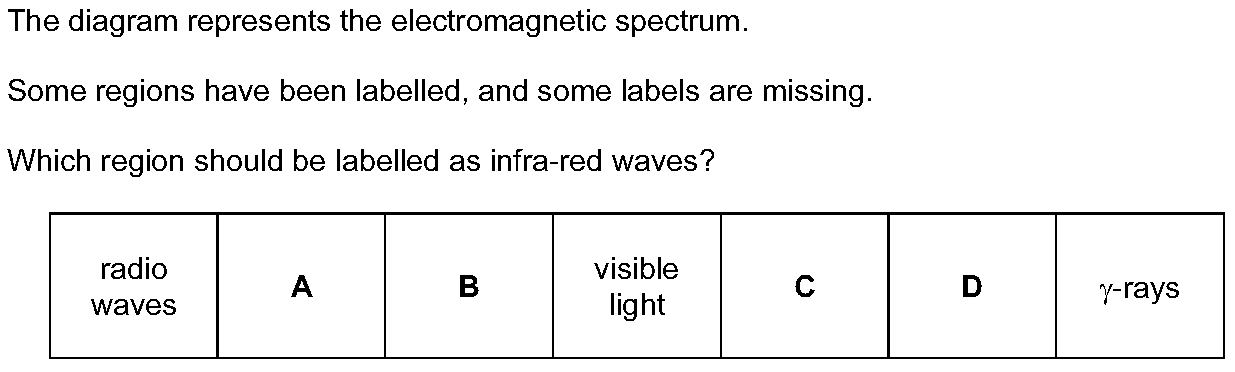 The diagram represents the electromagnetic spectrum.
Some regions have been labelled, and some labels are missing.
Which region should be labelled as infra-red waves?
radio
waves
A
B
visible
light
C
D
γ-rays